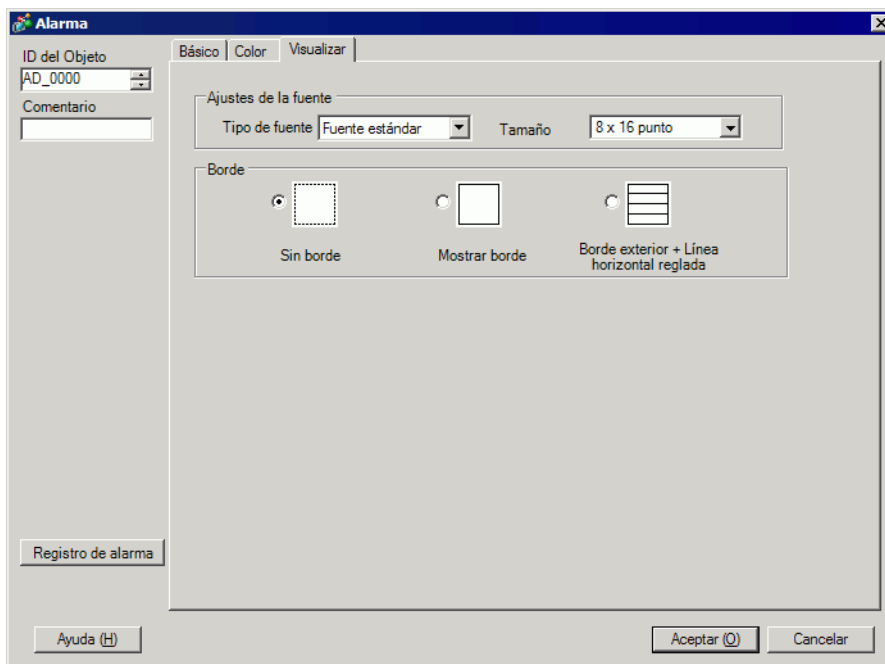 Alarma
ID del Objeto
AD_0000
Comentario
Básico
Color
Visualizar
Ajustes de la fuente
Tipo de fuente
Fuente estándar
Tamaño
8 x 16 punto
Borde
Sin borde
Mostrar borde
Borde exterior + Línea
horizontal reglada
Registro de alarma
Ayuda (H)
Aceptar (O)
Cancelar